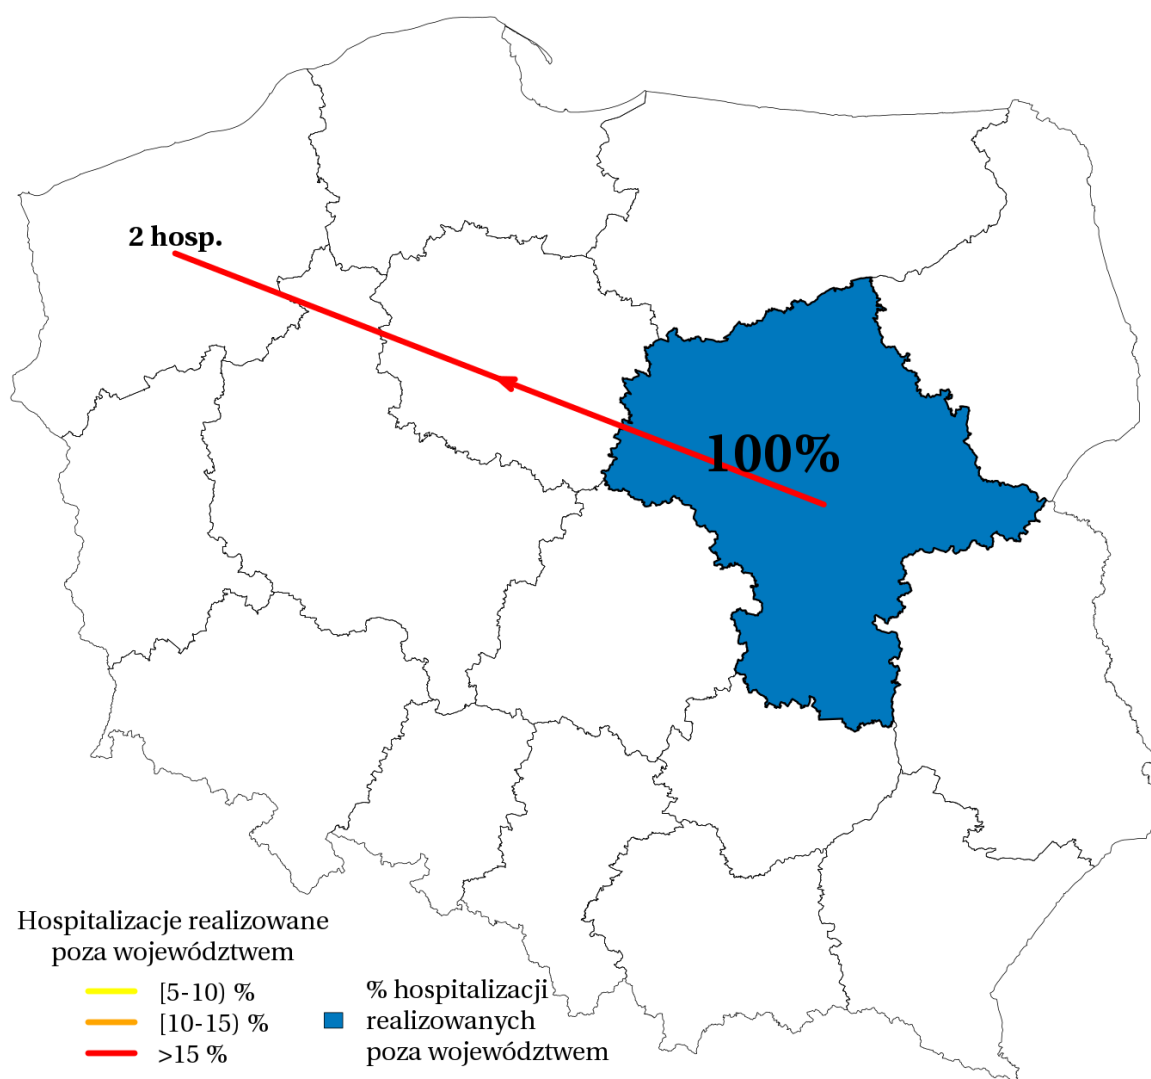 2 hosp.
100%
Hospitalizacje realizowane
poza województwem
[5-10) %
[10-15) %
>15 %
% hospitalizacji
realizowanych
poza województwem